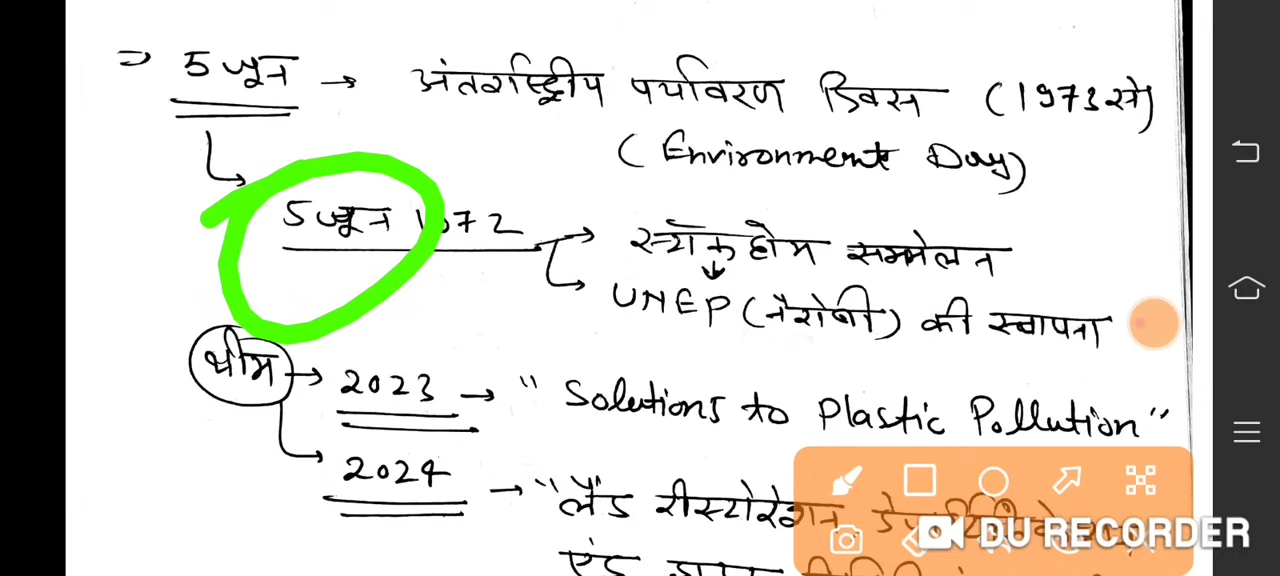 ⇒ 5 जून → अंतर्राष्ट्रीय पर्यावरण दिवस (1973 से)
(Environment Day)
5 जून 1972 → स्टॉकहोम सम्मेलन
UNEP (नैरोबी) की स्थापना
थीम → 2023 → "Solutions to Plastic Pollution"
2024 → "लैंड रीस्टोरेशन
एंड
DU RECORDER